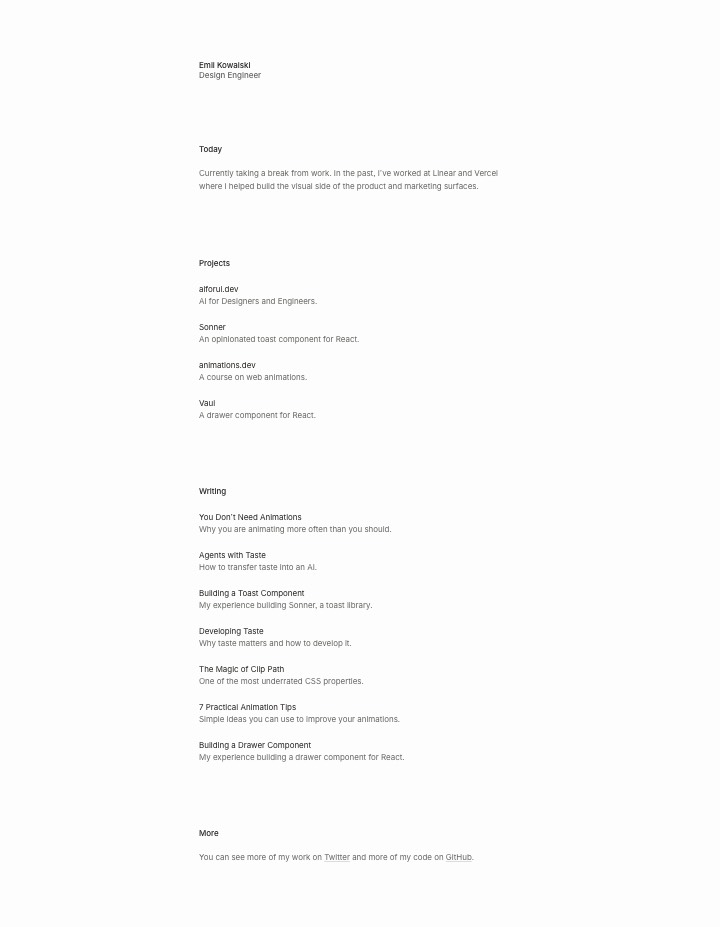 Emil Kowalski
Design Engineer
Today
Currently taking a break from work. In the past, I've worked at Linear and Vercel
where I helped build the visual side of the product and marketing surfaces.
Projects
aiforui.dev
AI for Designers and Engineers.
Sonner
An opinionated toast component for React.
animations.dev
A course on web animations.
Vaul
A drawer component for React.
Writing
You Don't Need Animations
Why you are animating more often than you should.
Agents with Taste
How to transfer taste into an AI.
Building a Toast Component
My experience building Sonner, a toast library.
Developing Taste
Why taste matters and how to develop it.
The Magic of Clip Path
One of the most underrated CSS properties.
7 Practical Animation Tips
Simple ideas you can use to improve your animations.
Building a Drawer Component
My experience building a drawer component for React.
More
You can see more of my work on Twitter and more of my code on GitHub.